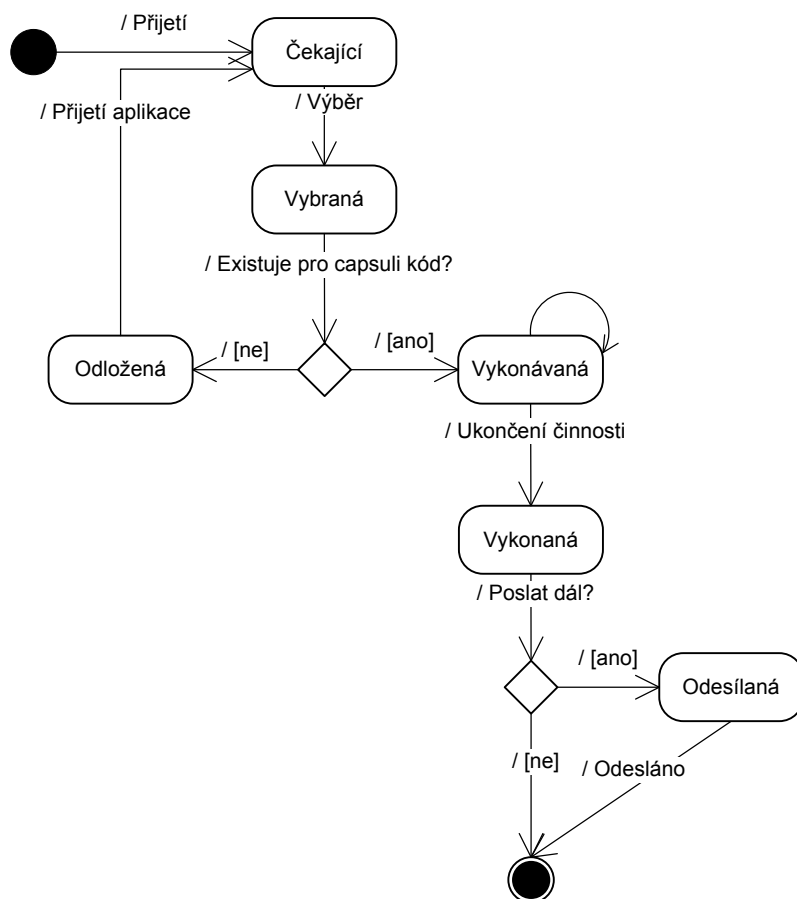 / Přijetí
Čekající
/ Přijetí aplikace
/ Výběr
Vybraná
/ Existuje pro capsuli kód?
/ [ne]
/ [ano]
Odložená
Vykonávaná
/ Ukončení činnosti
Vykonaná
/ Poslat dál?
/ [ano]
Odesílaná
/ [ne]
/ Odesláno